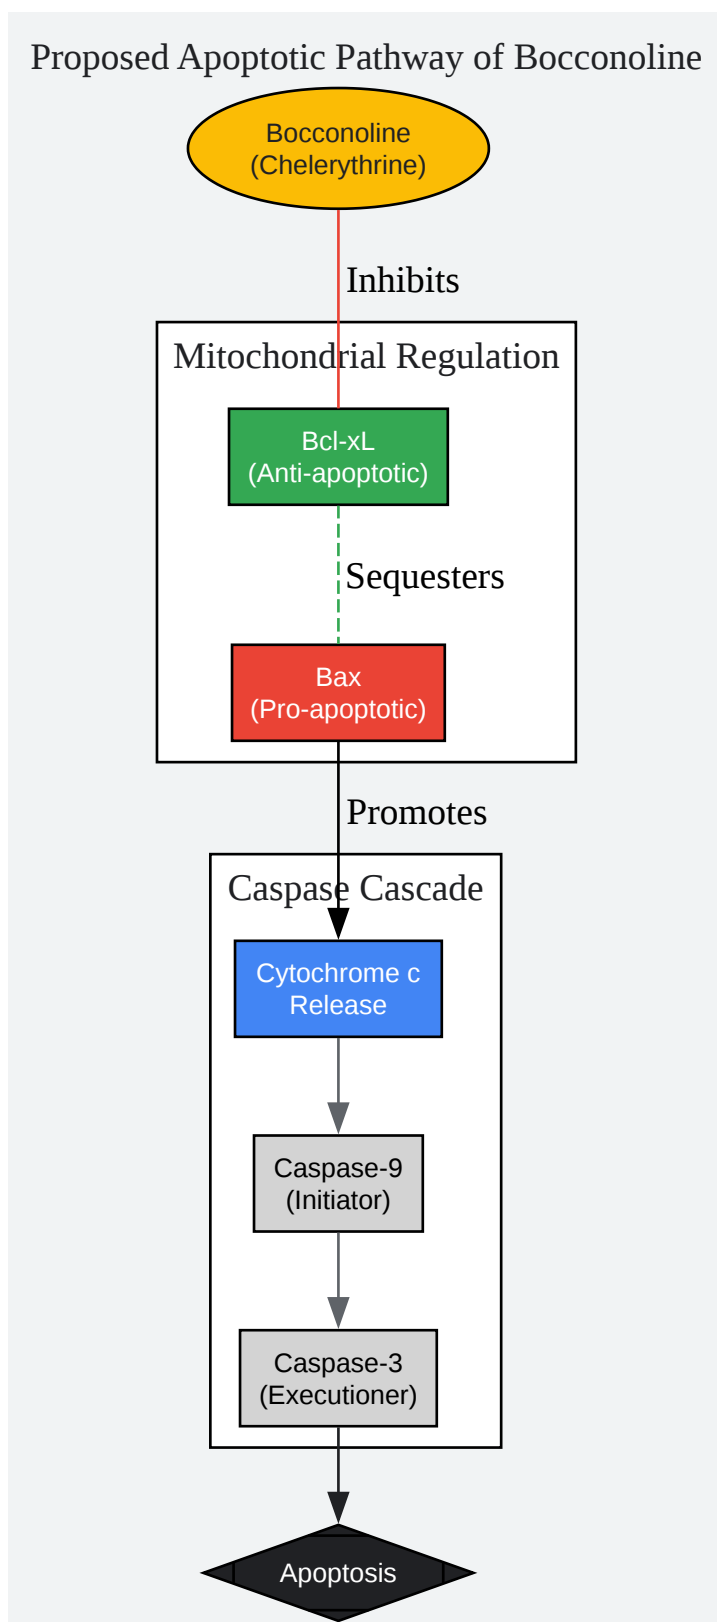 Proposed Apoptotic Pathway of Bocconoline
Bocconoline
(Chelerythrine)
Inhibits
Mitochondrial Regulation
Bcl-xL
(Anti-apoptotic)
Sequesters
Bax
(Pro-apoptotic)
Promotes
Caspase Cascade
Cytochrome c
Release
Caspase-9
(Initiator)
Caspase-3
(Executioner)
Apoptosis